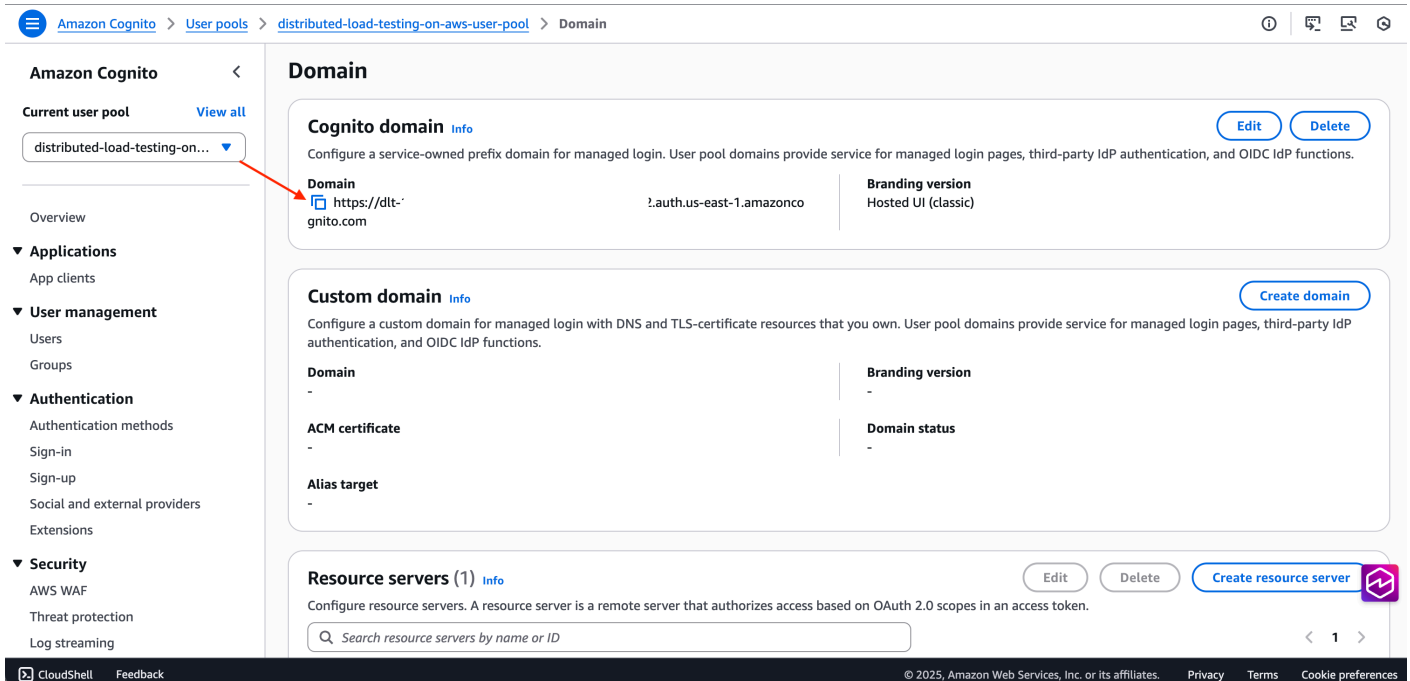 Amazon Cognito > User pools > distributed-load-testing-on-aws-user-pool > Domain
Amazon Cognito
Current user pool View all
distributed-load-testing-on...
Overview
Applications
App clients
User management
Users
Groups
Authentication
Authentication methods
Sign-in
Sign-up
Social and external providers
Extensions
Security
AWS WAF
Threat protection
Log streaming
Domain
Cognito domain Info
Edit Delete
Configure a service-owned prefix domain for managed login. User pool domains provide service for managed login pages, third-party IdP authentication, and OIDC IdP functions.
Domain
https://dlt- .auth.us-east-1.amazonco
gnito.com
Branding version
Hosted UI (classic)
Custom domain Info
Create domain
Configure a custom domain for managed login with DNS and TLS-certificate resources that you own. User pool domains provide service for managed login pages, third-party IdP
authentication, and OIDC IdP functions.
Domain
-
Branding version
-
ACM certificate
-
Domain status
-
Alias target
-
Resource servers (1) Info
Edit Delete Create resource server
Configure resource servers. A resource server is a remote server that authorizes access based on OAuth 2.0 scopes in an access token.
Search resource servers by name or ID
< 1 >
CloudShell Feedback © 2025, Amazon Web Services, Inc. or its affiliates. Privacy Terms Cookie preferences